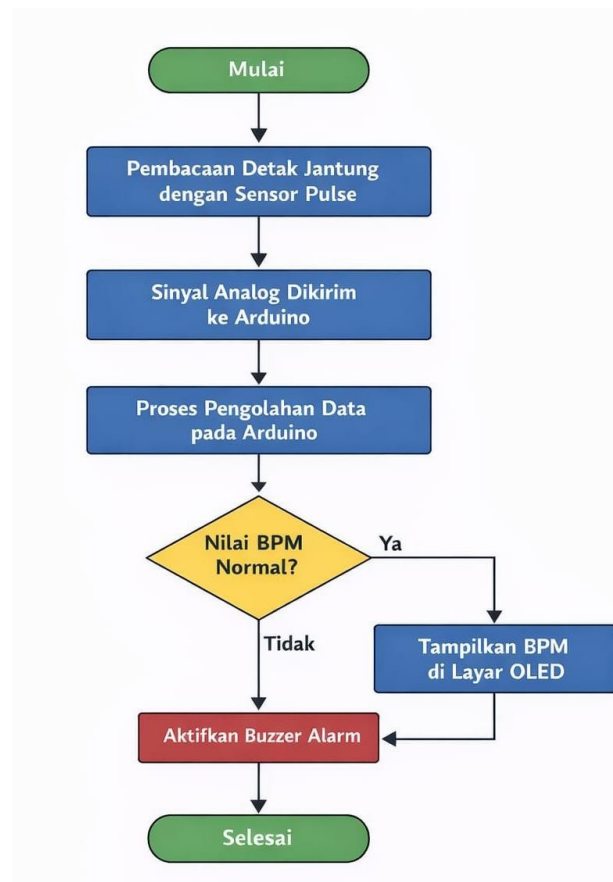 Mulai
Pembacaan Detak Jantung
dengan Sensor Pulse
Sinyal Analog Dikirim
ke Arduino
Proses Pengolahan Data
pada Arduino
Nilai BPM
Normal?
Ya
Tidak
Tampilkan BPM
di Layar OLED
Aktifkan Buzzer Alarm
Selesai